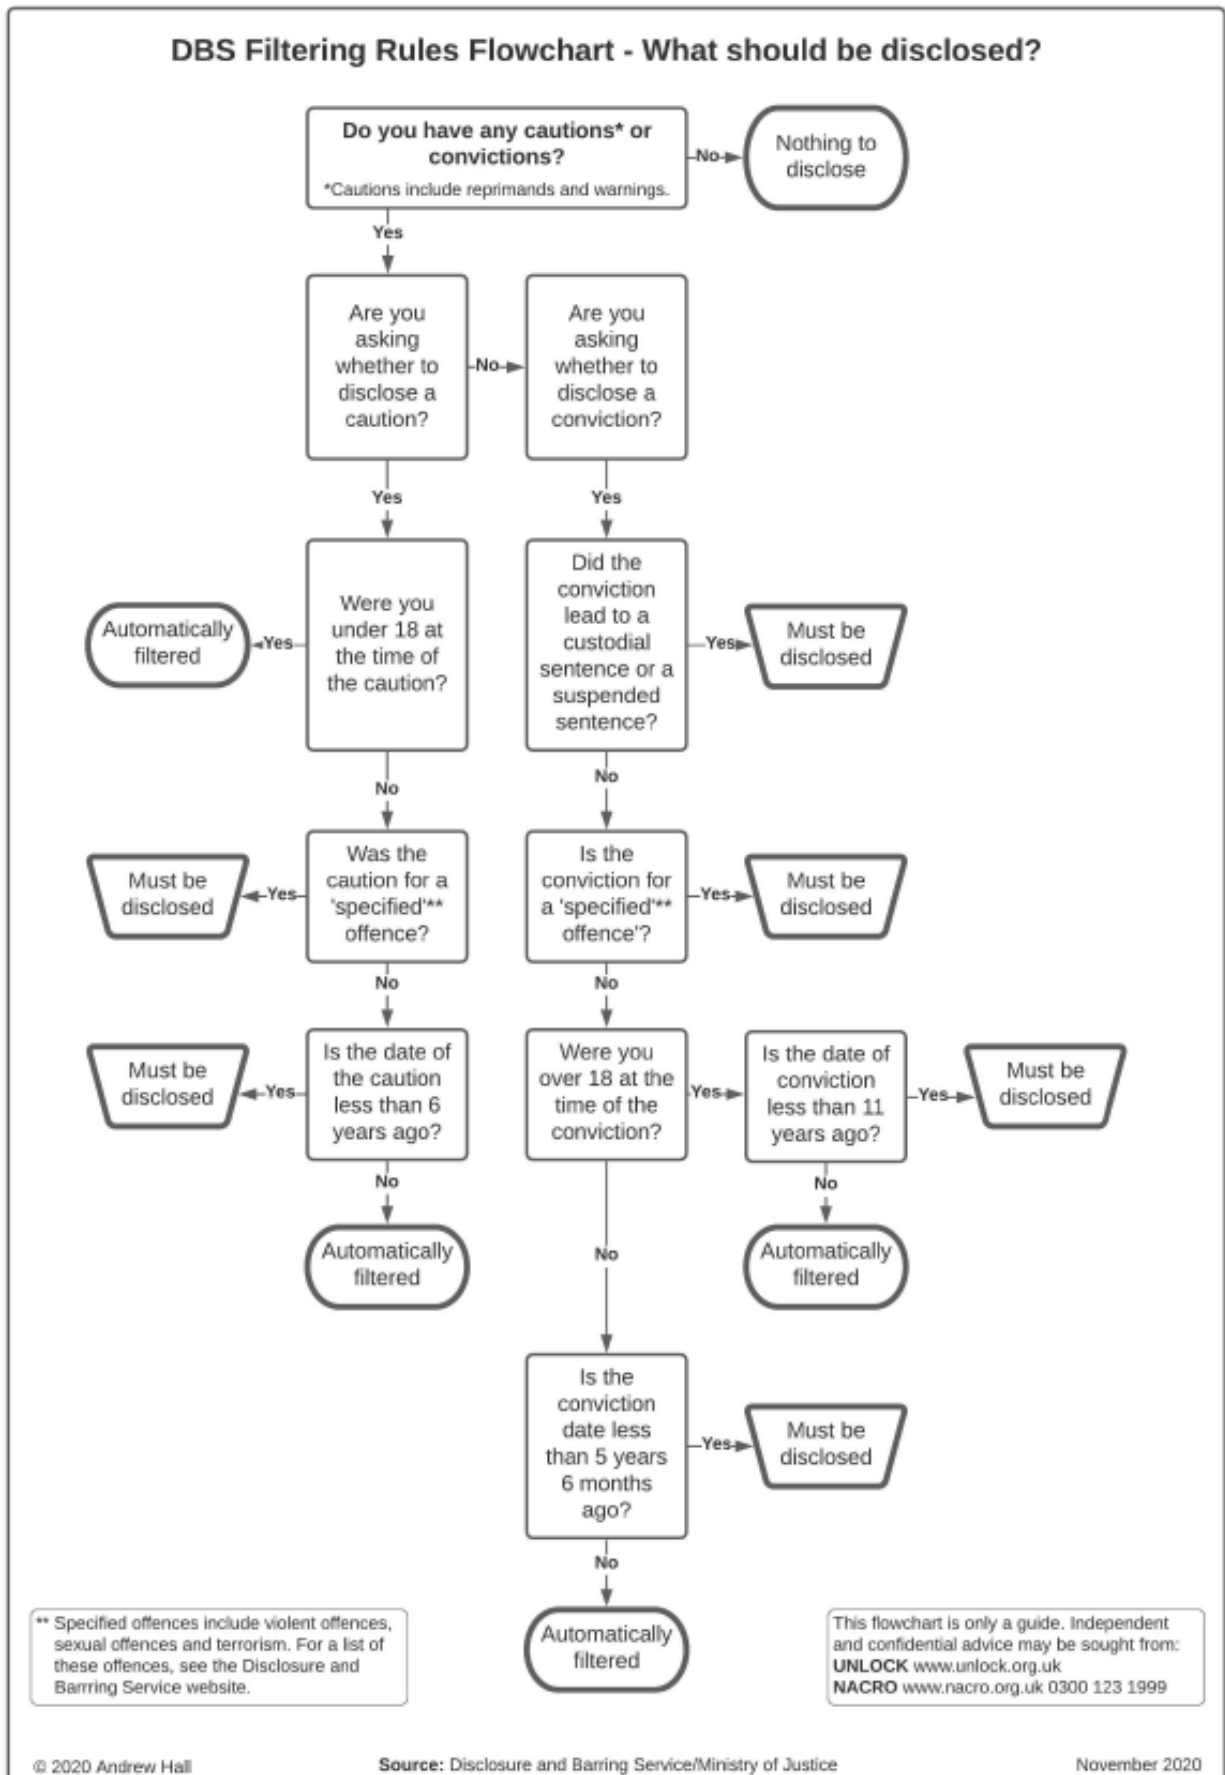 DBS Filtering Rules Flowchart - What should be disclosed?
Do you have any cautions* or
convictions?
*Cautions include reprimands and warnings.
No
Nothing to
disclose
Yes
Are you
asking
whether to
disclose a
caution?
No
Are you
asking
whether to
disclose a
conviction?
Yes
Yes
Automatically
filtered
Yes
Were you
under 18 at
the time of
the caution?
Did the
conviction
lead to a
custodial
sentence or a
suspended
sentence?
Yes
Must be
disclosed
No
No
Must be
disclosed
Yes
Was the
caution for a
'specified'**
offence?
Is the
conviction for
a 'specified'**
offence'?
Yes
Must be
disclosed
No
No
Must be
disclosed
Yes
Is the date of
the caution
less than 6
years ago?
Were you
over 18 at the
time of the
conviction?
Yes
Is the date of
conviction
less than 11
years ago?
Yes
Must be
disclosed
No
No
No
Automatically
filtered
Automatically
filtered
Is the
conviction
date less
than 5 years
6 months
ago?
Yes
Must be
disclosed
No
Automatically
filtered
** Specified offences include violent offences,
sexual offences and terrorism. For a list of
these offences, see the Disclosure and
Barrring Service website.
This flowchart is only a guide. Independent
and confidential advice may be sought from:
UNLOCK www.unlock.org.uk
NACRO www.nacro.org.uk 0300 123 1999
© 2020 Andrew Hall
Source: Disclosure and Barring Service/Ministry of Justice
November 2020